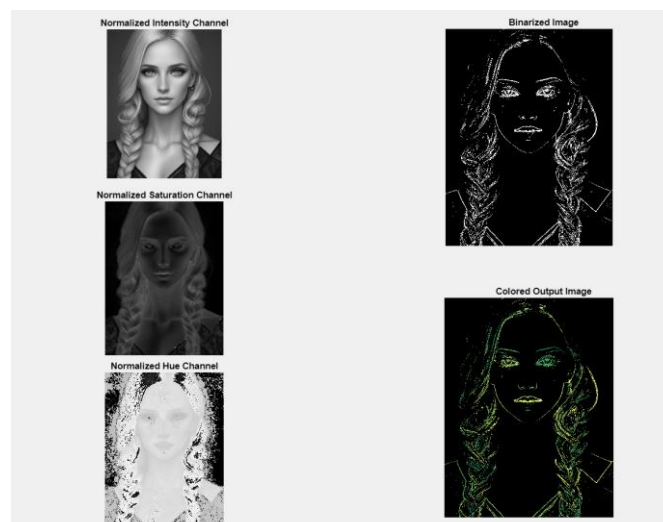 Normalized Intensity Channel
Normalized Saturation Channel
Normalized Hue Channel
Binarized Image
Colored Output Image